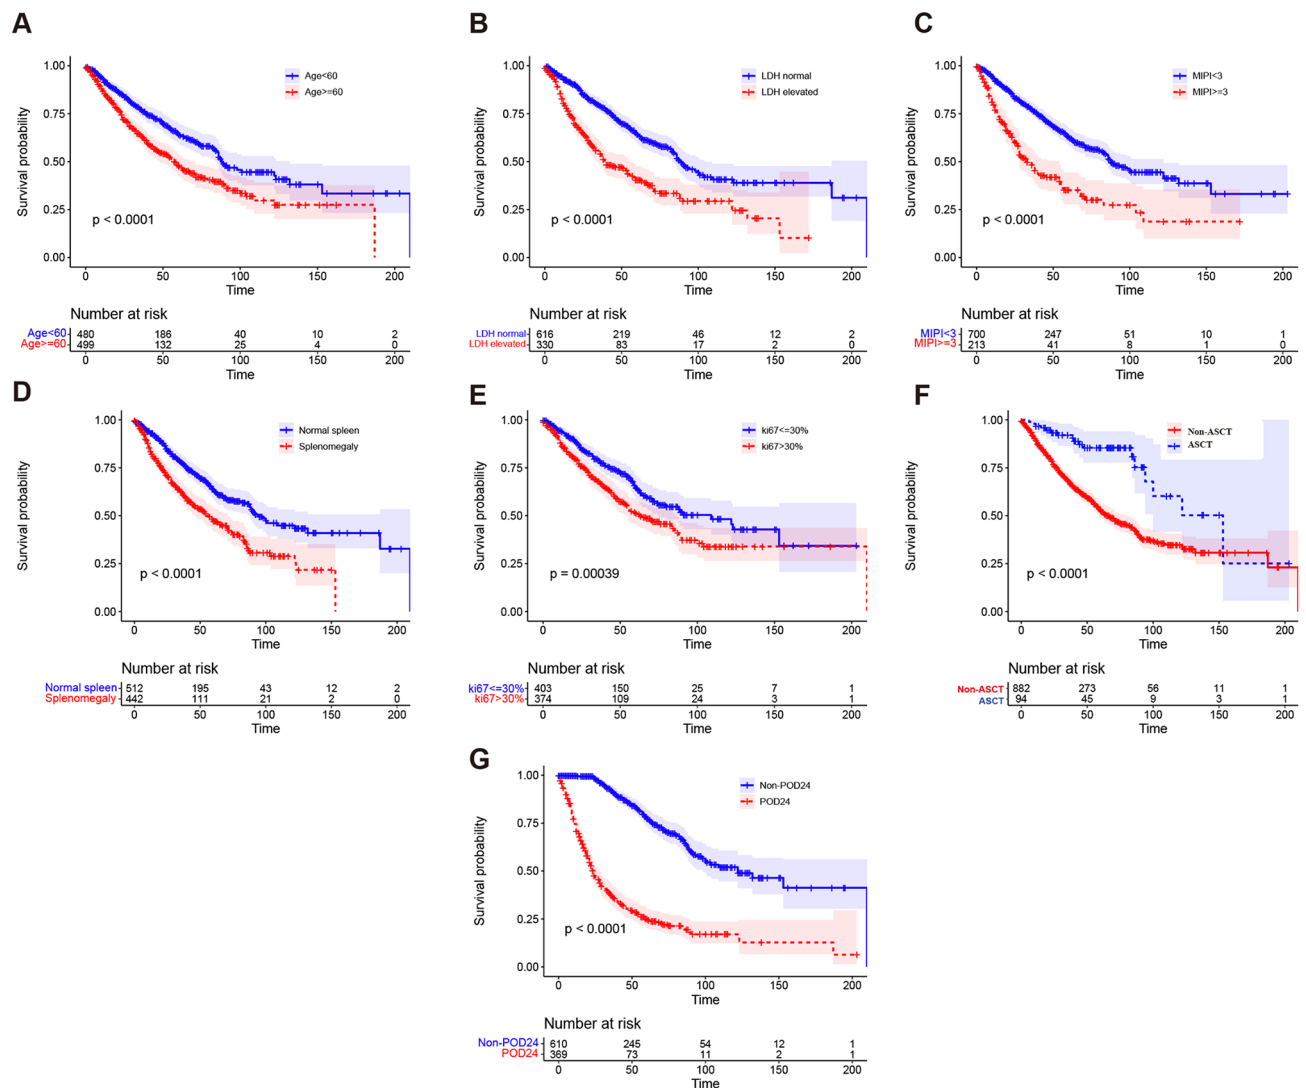 A
Survival probability
1.00
0.75
0.50
0.25
0.00
Age<60
Age>=60
p < 0.0001
0 50 100 150 200
Time
Number at risk
Age<60 480 186 40 10 2
Age>=60 499 132 25 4 0
0 50 100 150 200
Time
B
Survival probability
1.00
0.75
0.50
0.25
0.00
LDH normal
LDH elevated
p < 0.0001
0 50 100 150 200
Time
Number at risk
LDH normal 616 219 46 12 2
LDH elevated 330 83 17 2 0
0 50 100 150 200
Time
C
Survival probability
1.00
0.75
0.50
0.25
0.00
MIPI<3
MIPI>=3
p < 0.0001
0 50 100 150 200
Time
Number at risk
MIPI<3 700 247 51 10 1
MIPI>=3 213 41 8 1 0
0 50 100 150 200
Time
D
Survival probability
1.00
0.75
0.50
0.25
0.00
Normal spleen
Splenomegaly
p < 0.0001
0 50 100 150 200
Time
Number at risk
Normal spleen 512 195 43 12 2
Splenomegaly 442 111 21 2 0
0 50 100 150 200
Time
E
Survival probability
1.00
0.75
0.50
0.25
0.00
ki67<=30%
ki67>30%
p = 0.00039
0 50 100 150 200
Time
Number at risk
ki67<=30% 403 150 25 7 1
ki67>30% 374 109 24 3 1
0 50 100 150 200
Time
F
Survival probability
1.00
0.75
0.50
0.25
0.00
Non-ASCT
ASCT
p < 0.0001
0 50 100 150 200
Time
Number at risk
Non-ASCT 882 273 56 11 1
ASCT 94 45 9 3 1
0 50 100 150 200
Time
G
Survival probability
1.00
0.75
0.50
0.25
0.00
Non-POD24
POD24
p < 0.0001
0 50 100 150 200
Time
Number at risk
Non-POD24 610 245 54 12 1
POD24 369 73 11 2 1
0 50 100 150 200
Time